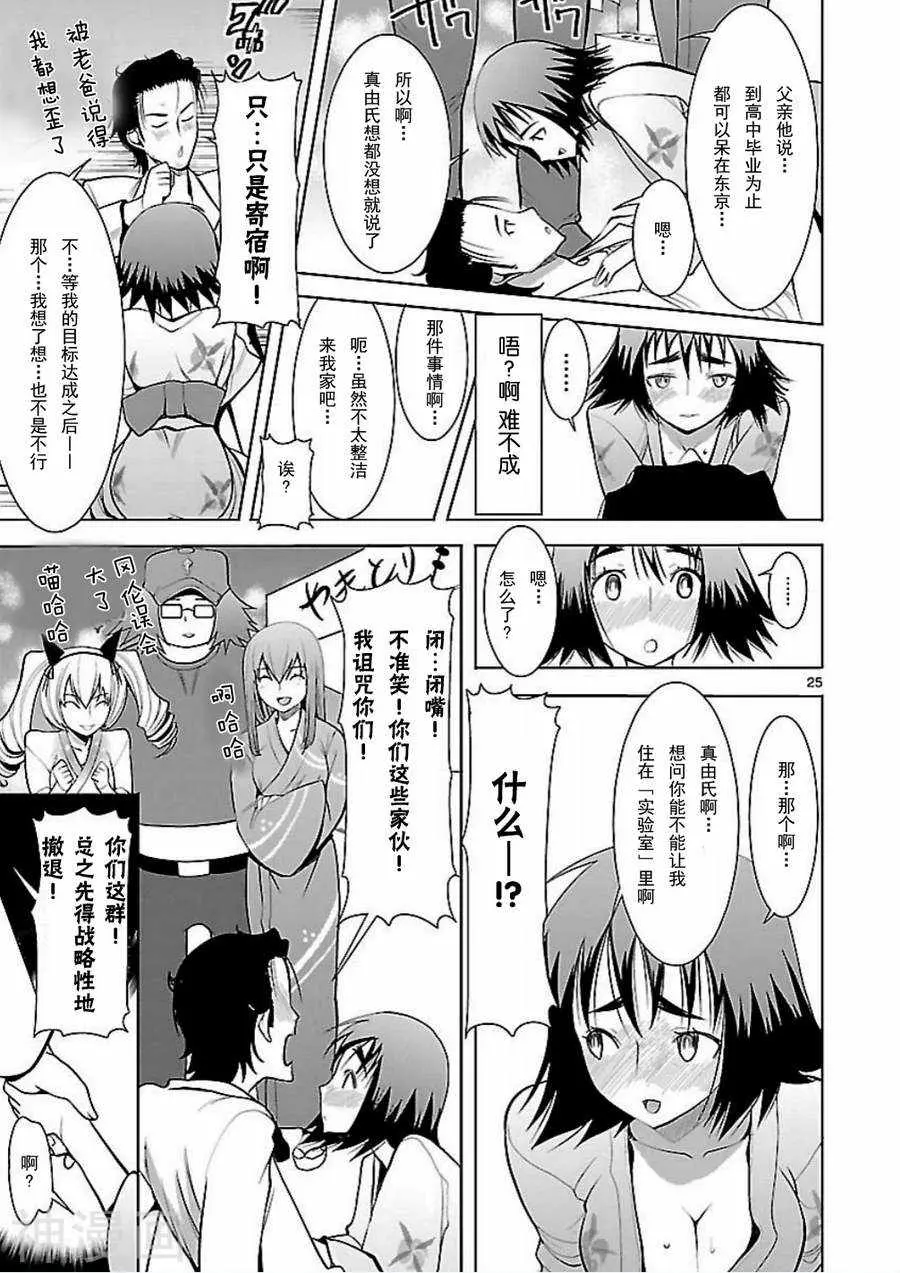 父亲他说…
到高中毕业为止
都可以呆在东京…
嗯…
所以啊…
真由氏想都没想就说了
ザワ
ザワ
只…只是寄宿啊！
被老爸说得
我都想歪了
不…等我的目标达成之后——
那个…我想了想…也不是不行
……
唔？啊难不成
那件事情啊…
呃…虽然不太整洁
来我家吧…
诶？
……
嗯…
怎么了？
25
那…那个啊…
真由氏啊…
想问你能不能让我
住在「实验室」里啊
什么—!?
やきとり
闭…闭嘴！
不准笑！你们这些家伙！
我诅咒你们！
冈伦误会
大了
喵哈哈
啊哈哈
你们这群！
总之先得战略性地
撤退！
啊？
神漫画